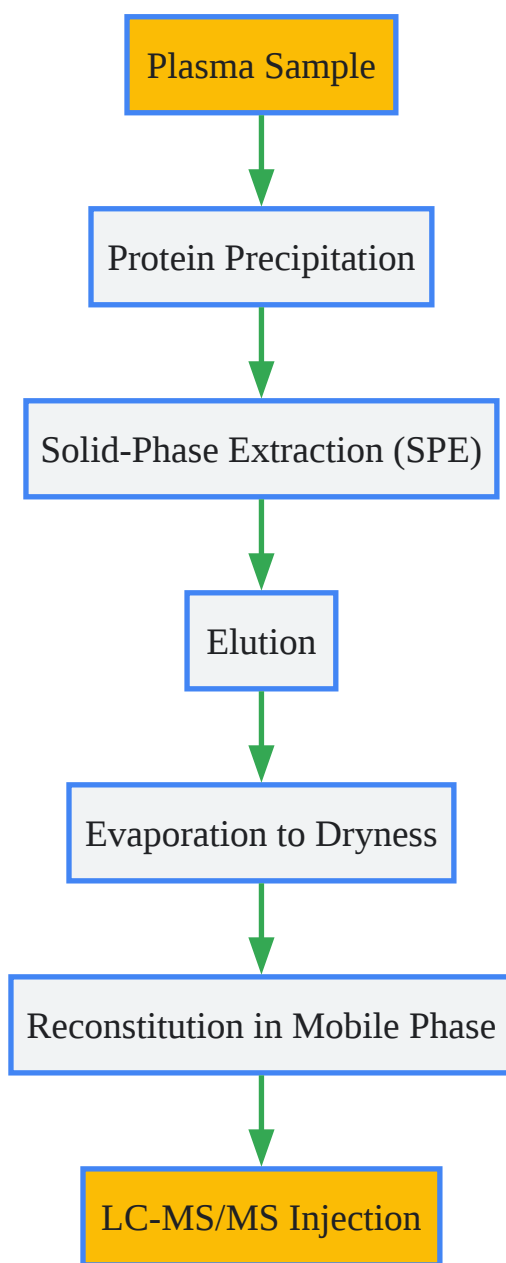 Plasma Sample
Protein Precipitation
Solid-Phase Extraction (SPE)
Elution
Evaporation to Dryness
Reconstitution in Mobile Phase
LC-MS/MS Injection